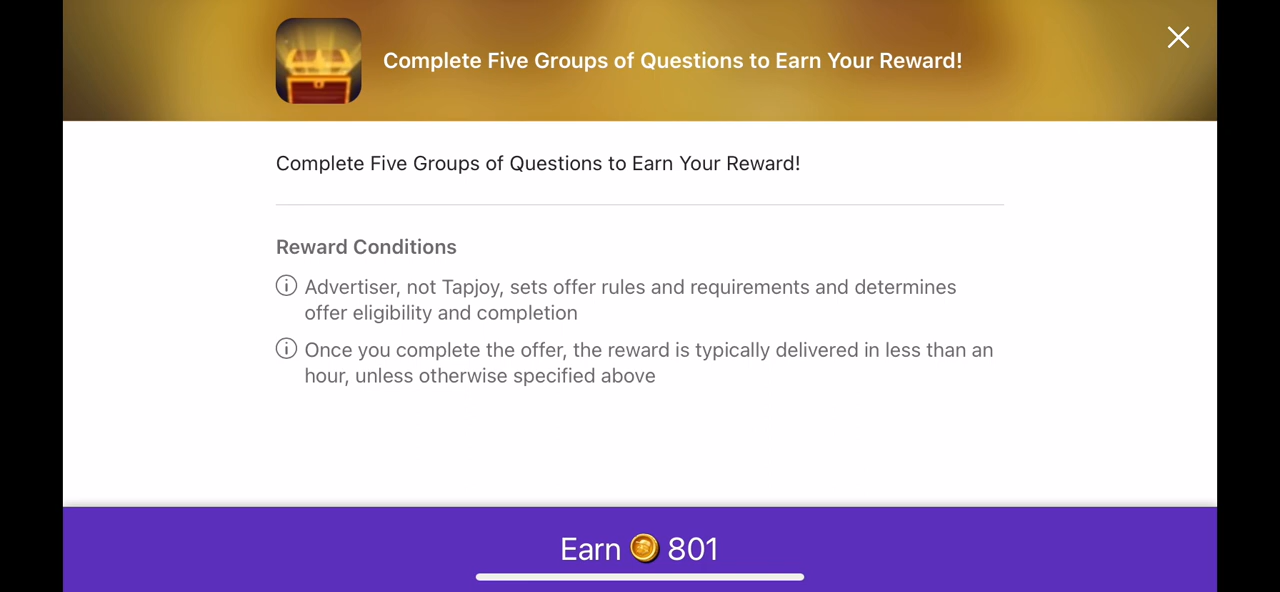 Complete Five Groups of Questions to Earn Your Reward!
Complete Five Groups of Questions to Earn Your Reward!
Reward Conditions
Advertiser, not Tapjoy, sets offer rules and requirements and determines
offer eligibility and completion
Once you complete the offer, the reward is typically delivered in less than an
hour, unless otherwise specified above
Earn 801